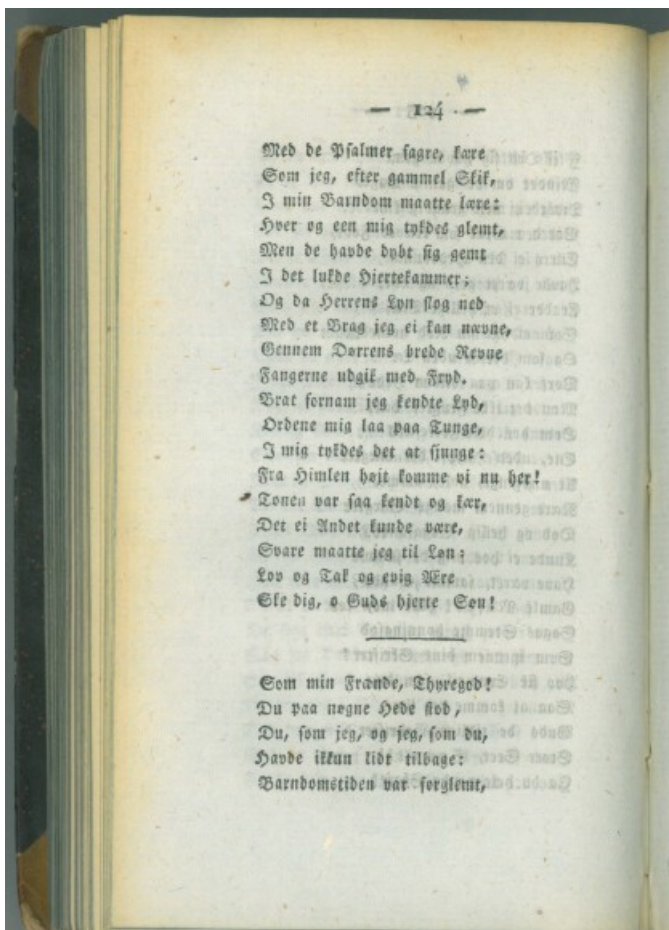 — 124 —
Med de Psalmer fagre, kære
Som jeg, efter gammel Skik,
I min Barndom maatte lære:
Hver og een mig tykdes glemt,
Men de havde dybt sig gemt
I det lukde Hjertekammer;
Og da Herrens Lyn slog ned
Med et Brag jeg ei kan nævne,
Gennem Dørrens brede Revne
Fangerne udgik med Fryd.
Brat fornam jeg kendte Lyd,
Ordene mig laa paa Tunge,
I mig tykdes det at sjunge:
Fra Himlen højt komme vi nu her!
Tonen var saa kendt og kær,
Det ei Andet kunde være,
Svare maatte jeg til Løn:
Lov og Tak og evig Ære
Ske dig, o Guds hjerte Søn!
Som min Frænde, Thyregod!
Du paa nøgne Hede stod,
Du, som jeg, og jeg, som du,
Havde ikkun lidt tilbage:
Barndomstiden var forglemt,